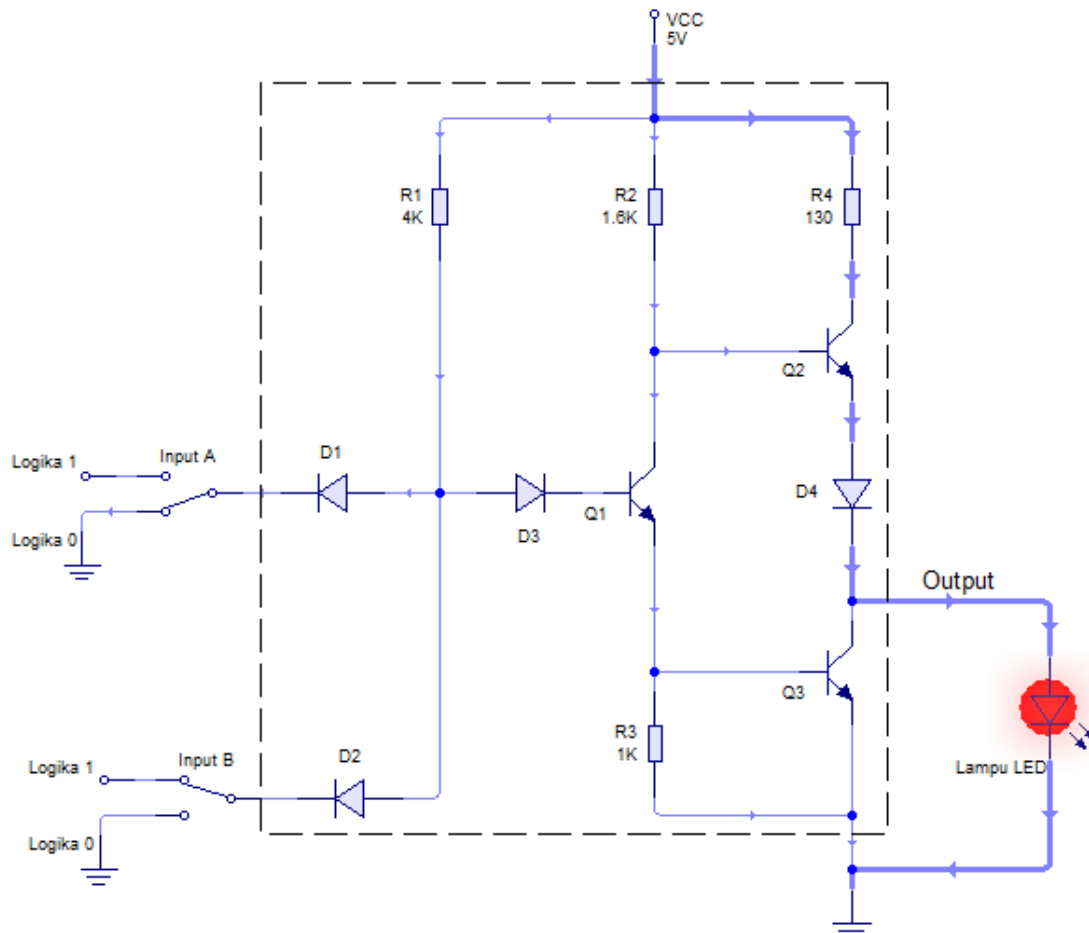 VCC
5V
R1
4K
R2
1.6K
R4
130
Q2
Logika 1
Input A
D1
D4
Logika 0
D3
Q1
Output
Q3
R3
1K
Logika 1
Input B
D2
Lampu LED
Logika 0